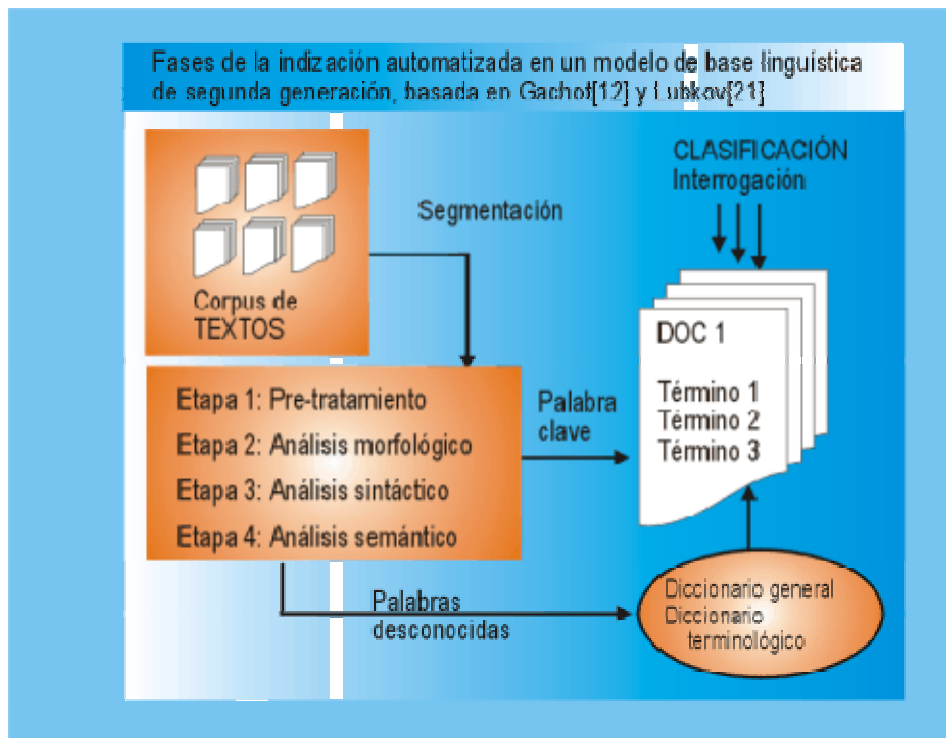 Fases de la indización automatizada en un modelo de base linguística
de segunda generación, basada en Gachot[12] y Lubkov[21]
CLASIFICACIÓN
Interrogación
Segmentación
Corpus de
TEXTOS
DOC 1
Término 1
Término 2
Término 3
Etapa 1: Pre-tratamiento
Etapa 2: Análisis morfológico
Etapa 3: Análisis sintáctico
Etapa 4: Análisis semántico
Palabra
clave
Palabras
desconocidas
Diccionario general
Diccionario
terminológico